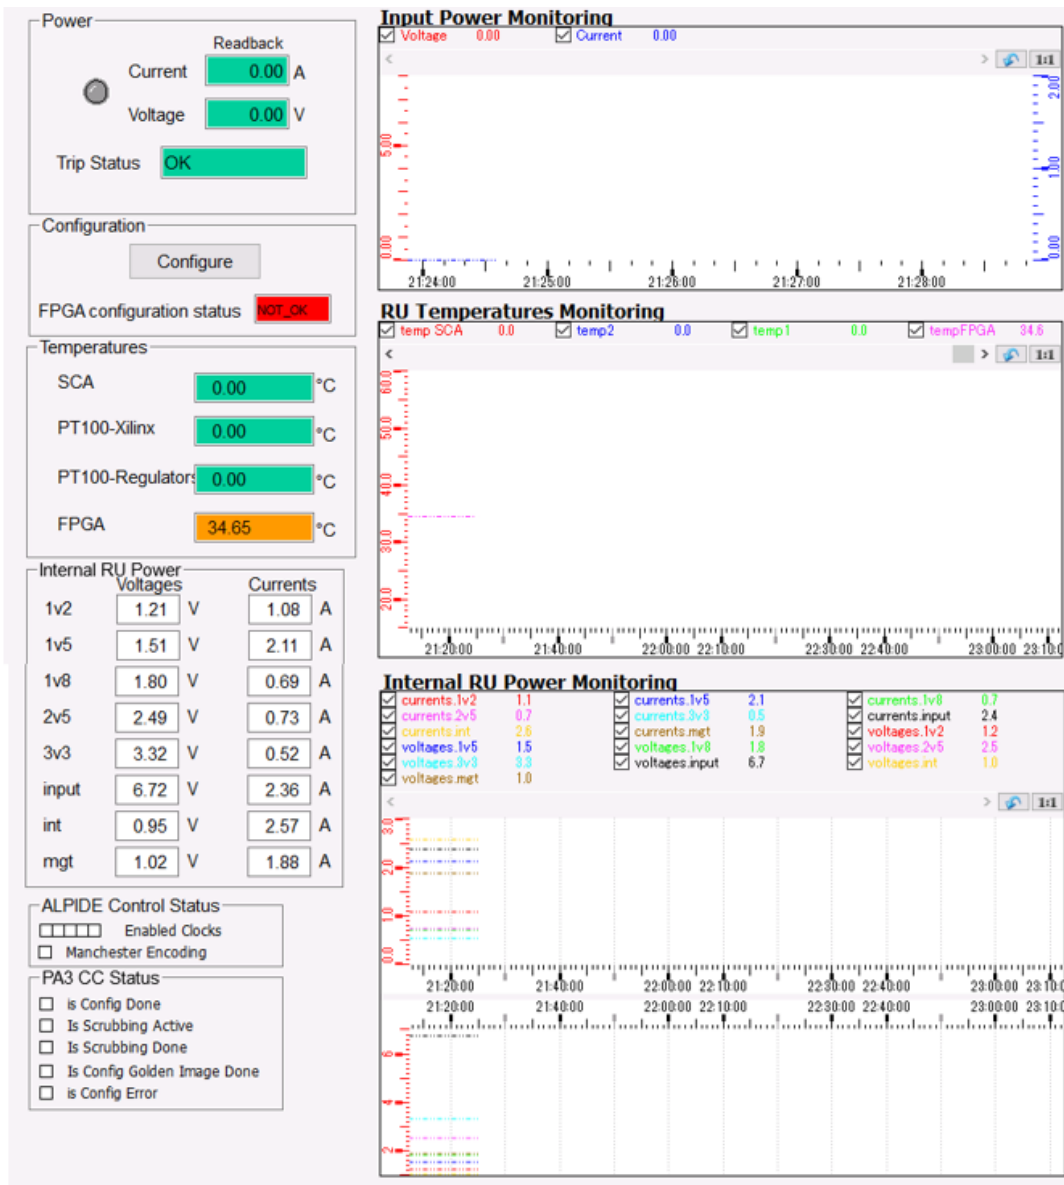 Power
Readback
Current 0.00 A
Voltage 0.00 V
Trip Status OK
Configuration
Configure
FPGA configuration status NOT_OK
Temperatures
SCA 0.00 °C
PT100-Xilinx 0.00 °C
PT100-Regulators 0.00 °C
FPGA 34.65 °C
Internal RU Power
Voltages Currents
1v2 1.21 V 1.08 A
1v5 1.51 V 2.11 A
1v8 1.80 V 0.69 A
2v5 2.49 V 0.73 A
3v3 3.32 V 0.52 A
input 6.72 V 2.36 A
int 0.95 V 2.57 A
mgt 1.02 V 1.88 A
ALPIDE Control Status
Enabled Clocks
Manchester Encoding
PA3 CC Status
is Config Done
Is Scrubbing Active
Is Scrubbing Done
Is Config Golden Image Done
is Config Error
Input Power Monitoring
Voltage 0.00 Current 0.00
< > 1:1
2.00
5.00
1.00
0.00 0.00
21:24:00 21:25:00 21:26:00 21:27:00 21:28:00
RU Temperatures Monitoring
temp SCA 0.0 temp2 0.0 temp1 0.0 tempFPGA 34.6
< > 1:1
60.0
50.0
40.0
30.0
20.0
21:20:00 21:40:00 22:00:00 22:10:00 22:30:00 22:40:00 23:00:00 23:10:0
Internal RU Power Monitoring
currents.1v2 1.1 currents.1v5 2.1 currents.1v8 0.7
currents.2v5 0.7 currents.3v3 0.5 currents.input 2.4
currents.int 2.6 currents.mgt 1.9 voltages.1v2 1.2
voltages.1v5 1.5 voltages.1v8 1.8 voltages.2v5 2.5
voltages.3v3 3.3 voltages.input 6.7 voltages.int 1.0
voltages.mgt 1.0
< > 1:1
3.0
2.0
1.0
0.0
21:20:00 21:40:00 22:00:00 22:10:00 22:30:00 22:40:00 23:00:00 23:10:0
21:20:00 21:40:00 22:00:00 22:10:00 22:30:00 22:40:00 23:00:00 23:10:0
6
4
2